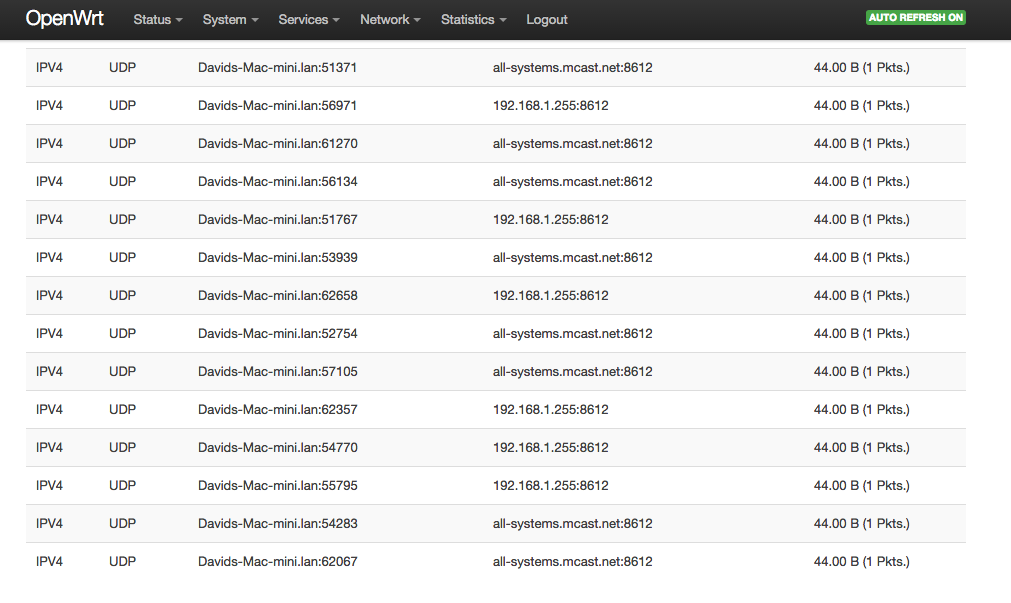 OpenWrt Status System Services Network Statistics Logout AUTO REFRESH ON
IPV4 UDP Davids-Mac-mini.lan:51371 all-systems.mcast.net:8612 44.00 B (1 Pkts.)
IPV4 UDP Davids-Mac-mini.lan:56971 192.168.1.255:8612 44.00 B (1 Pkts.)
IPV4 UDP Davids-Mac-mini.lan:61270 all-systems.mcast.net:8612 44.00 B (1 Pkts.)
IPV4 UDP Davids-Mac-mini.lan:56134 all-systems.mcast.net:8612 44.00 B (1 Pkts.)
IPV4 UDP Davids-Mac-mini.lan:51767 192.168.1.255:8612 44.00 B (1 Pkts.)
IPV4 UDP Davids-Mac-mini.lan:53939 all-systems.mcast.net:8612 44.00 B (1 Pkts.)
IPV4 UDP Davids-Mac-mini.lan:62658 192.168.1.255:8612 44.00 B (1 Pkts.)
IPV4 UDP Davids-Mac-mini.lan:52754 all-systems.mcast.net:8612 44.00 B (1 Pkts.)
IPV4 UDP Davids-Mac-mini.lan:57105 all-systems.mcast.net:8612 44.00 B (1 Pkts.)
IPV4 UDP Davids-Mac-mini.lan:62357 192.168.1.255:8612 44.00 B (1 Pkts.)
IPV4 UDP Davids-Mac-mini.lan:54770 192.168.1.255:8612 44.00 B (1 Pkts.)
IPV4 UDP Davids-Mac-mini.lan:55795 192.168.1.255:8612 44.00 B (1 Pkts.)
IPV4 UDP Davids-Mac-mini.lan:54283 all-systems.mcast.net:8612 44.00 B (1 Pkts.)
IPV4 UDP Davids-Mac-mini.lan:62067 all-systems.mcast.net:8612 44.00 B (1 Pkts.)